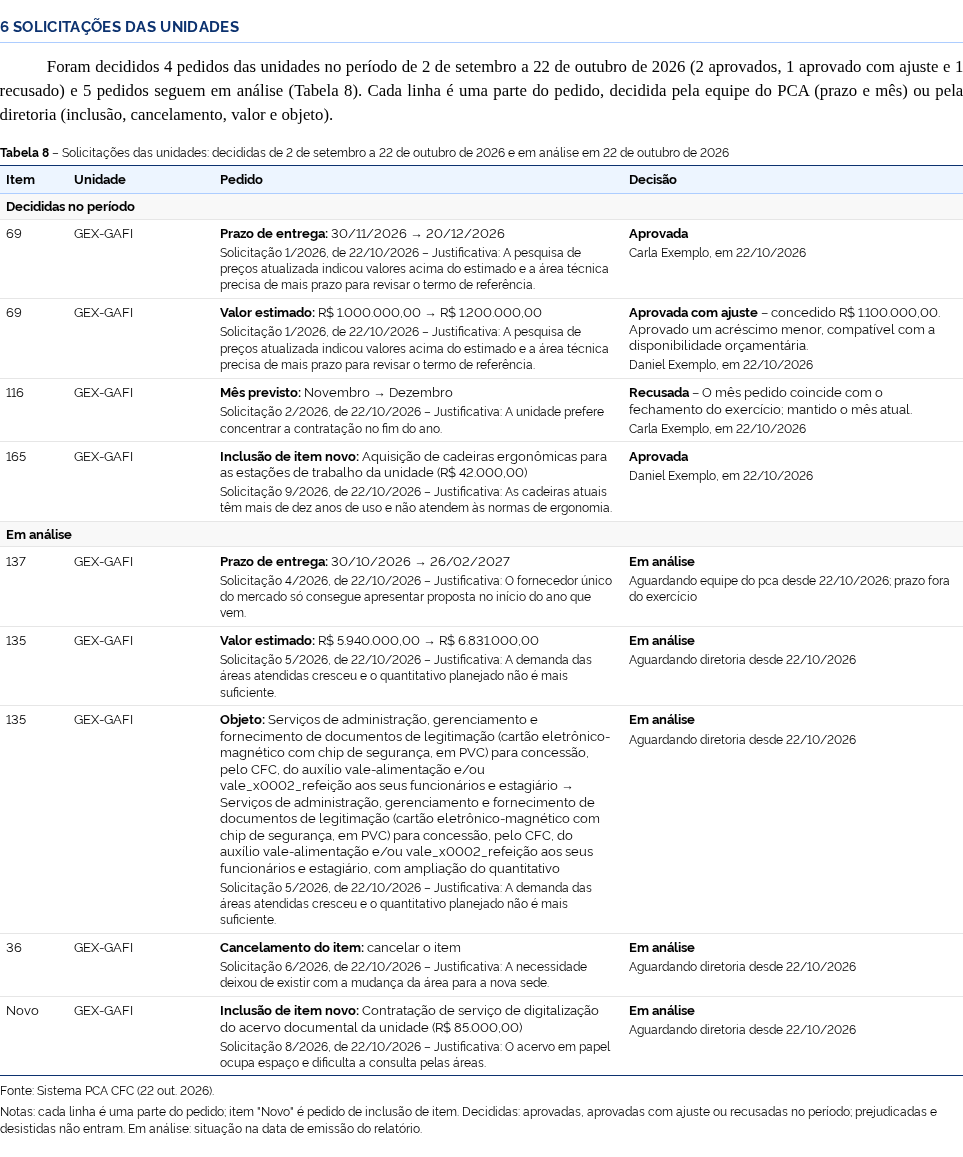 6 SOLICITAÇÕES DAS UNIDADES
Foram decididos 4 pedidos das unidades no período de 2 de setembro a 22 de outubro de 2026 (2 aprovados, 1 aprovado com ajuste e 1
recusado) e 5 pedidos seguem em análise (Tabela 8). Cada linha é uma parte do pedido, decidida pela equipe do PCA (prazo e mês) ou pela
diretoria (inclusão, cancelamento, valor e objeto).
Tabela 8 – Solicitações das unidades: decididas de 2 de setembro a 22 de outubro de 2026 e em análise em 22 de outubro de 2026
Item Unidade Pedido Decisão
Decididas no período
69 GEX-GAFI Prazo de entrega: 30/11/2026 → 20/12/2026 Aprovada
Solicitação 1/2026, de 22/10/2026 – Justificativa: A pesquisa de Carla Exemplo, em 22/10/2026
preços atualizada indicou valores acima do estimado e a área técnica
precisa de mais prazo para revisar o termo de referência.
69 GEX-GAFI Valor estimado: R$ 1.000.000,00 → R$ 1.200.000,00 Aprovada com ajuste – concedido R$ 1.100.000,00.
Solicitação 1/2026, de 22/10/2026 – Justificativa: A pesquisa de Aprovado um acréscimo menor, compatível com a
preços atualizada indicou valores acima do estimado e a área técnica disponibilidade orçamentária.
precisa de mais prazo para revisar o termo de referência. Daniel Exemplo, em 22/10/2026
116 GEX-GAFI Mês previsto: Novembro → Dezembro Recusada – O mês pedido coincide com o
Solicitação 2/2026, de 22/10/2026 – Justificativa: A unidade prefere fechamento do exercício; mantido o mês atual.
concentrar a contratação no fim do ano. Carla Exemplo, em 22/10/2026
165 GEX-GAFI Inclusão de item novo: Aquisição de cadeiras ergonômicas para Aprovada
as estações de trabalho da unidade (R$ 42.000,00) Daniel Exemplo, em 22/10/2026
Solicitação 9/2026, de 22/10/2026 – Justificativa: As cadeiras atuais
têm mais de dez anos de uso e não atendem às normas de ergonomia.
Em análise
137 GEX-GAFI Prazo de entrega: 30/10/2026 → 26/02/2027 Em análise
Solicitação 4/2026, de 22/10/2026 – Justificativa: O fornecedor único Aguardando equipe do pca desde 22/10/2026; prazo fora
do mercado só consegue apresentar proposta no início do ano que do exercício
vem.
135 GEX-GAFI Valor estimado: R$ 5.940.000,00 → R$ 6.831.000,00 Em análise
Solicitação 5/2026, de 22/10/2026 – Justificativa: A demanda das Aguardando diretoria desde 22/10/2026
áreas atendidas cresceu e o quantitativo planejado não é mais
suficiente.
135 GEX-GAFI Objeto: Serviços de administração, gerenciamento e Em análise
fornecimento de documentos de legitimação (cartão eletrônico- Aguardando diretoria desde 22/10/2026
magnético com chip de segurança, em PVC) para concessão,
pelo CFC, do auxílio vale-alimentação e/ou
vale_x0002_refeição aos seus funcionários e estagiário →
Serviços de administração, gerenciamento e fornecimento de
documentos de legitimação (cartão eletrônico-magnético com
chip de segurança, em PVC) para concessão, pelo CFC, do
auxílio vale-alimentação e/ou vale_x0002_refeição aos seus
funcionários e estagiário, com ampliação do quantitativo
Solicitação 5/2026, de 22/10/2026 – Justificativa: A demanda das
áreas atendidas cresceu e o quantitativo planejado não é mais
suficiente.
36 GEX-GAFI Cancelamento do item: cancelar o item Em análise
Solicitação 6/2026, de 22/10/2026 – Justificativa: A necessidade Aguardando diretoria desde 22/10/2026
deixou de existir com a mudança da área para a nova sede.
Novo GEX-GAFI Inclusão de item novo: Contratação de serviço de digitalização Em análise
do acervo documental da unidade (R$ 85.000,00) Aguardando diretoria desde 22/10/2026
Solicitação 8/2026, de 22/10/2026 – Justificativa: O acervo em papel
ocupa espaço e dificulta a consulta pelas áreas.
Fonte: Sistema PCA CFC (22 out. 2026).
Notas: cada linha é uma parte do pedido; item "Novo" é pedido de inclusão de item. Decididas: aprovadas, aprovadas com ajuste ou recusadas no período; prejudicadas e
desistidas não entram. Em análise: situação na data de emissão do relatório.